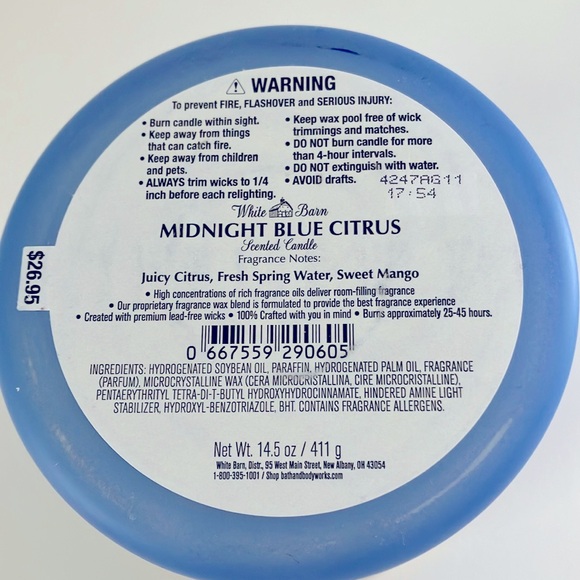 ⚠ WARNING
To prevent FIRE, FLASHOVER and SERIOUS INJURY:
• Burn candle within sight.
• Keep away from things
that can catch fire.
• Keep away from children
and pets.
• ALWAYS trim wicks to 1/4
inch before each relighting.
• Keep wax pool free of wick
trimmings and matches.
• DO NOT burn candle for more
than 4-hour intervals.
• DO NOT extinguish with water.
• AVOID drafts.
4247AG11
17:54
White Barn
MIDNIGHT BLUE CITRUS
Scented Candle
Fragrance Notes:
Juicy Citrus, Fresh Spring Water, Sweet Mango
• High concentrations of rich fragrance oils deliver room-filling fragrance
• Our proprietary fragrance wax blend is formulated to provide the best fragrance experience
• Created with premium lead-free wicks • 100% Crafted with you in mind • Burns approximately 25-45 hours.
$26.95
0 667559 290605
INGREDIENTS: HYDROGENATED SOYBEAN OIL, PARAFFIN, HYDROGENATED PALM OIL, FRAGRANCE
(PARFUM), MICROCRYSTALLINE WAX (CERA MICROCRISTALLINA, CIRE MICROCRISTALLINE),
PENTAERYTHRITYL TETRA-DI-T-BUTYL HYDROXYHYDROCINNAMATE, HINDERED AMINE LIGHT
STABILIZER, HYDROXYL-BENZOTRIAZOLE, BHT. CONTAINS FRAGRANCE ALLERGENS.
Net Wt. 14.5 oz / 411 g
White Barn, Distr., 95 West Main Street, New Albany, OH 43054
1-800-395-1001 / Shop bathandbodyworks.com